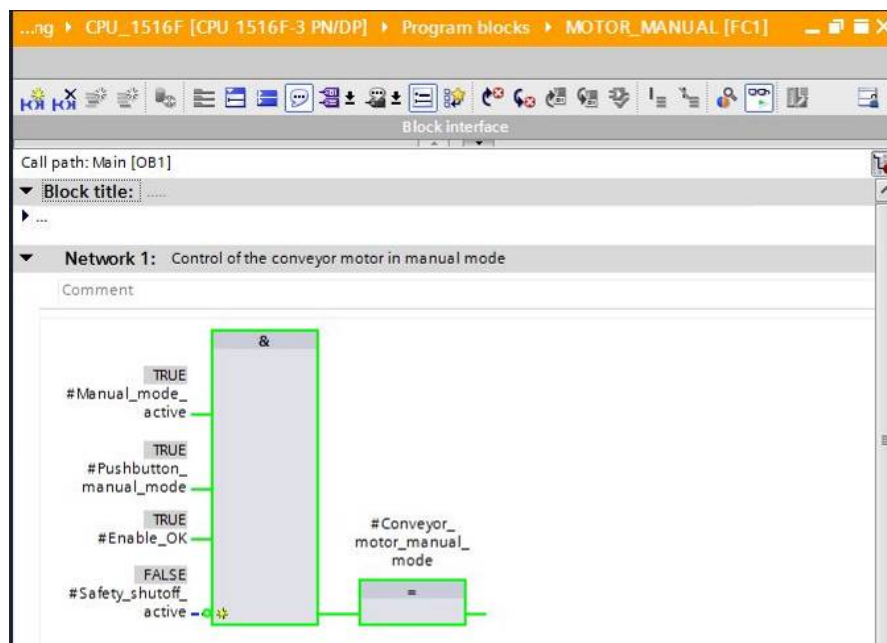 ...ng ▸ CPU_1516F [CPU 1516F-3 PN/DP] ▸ Program blocks ▸ MOTOR_MANUAL [FC1]
Block interface
Call path: Main [OB1]
Block title: .....
...
Network 1: Control of the conveyor motor in manual mode
Comment
&
TRUE
#Manual_mode_
active
TRUE
#Pushbutton_
manual_mode
TRUE
#Enable_OK
FALSE
#Safety_shutoff_
active
#Conveyor_
motor_manual_
mode
=